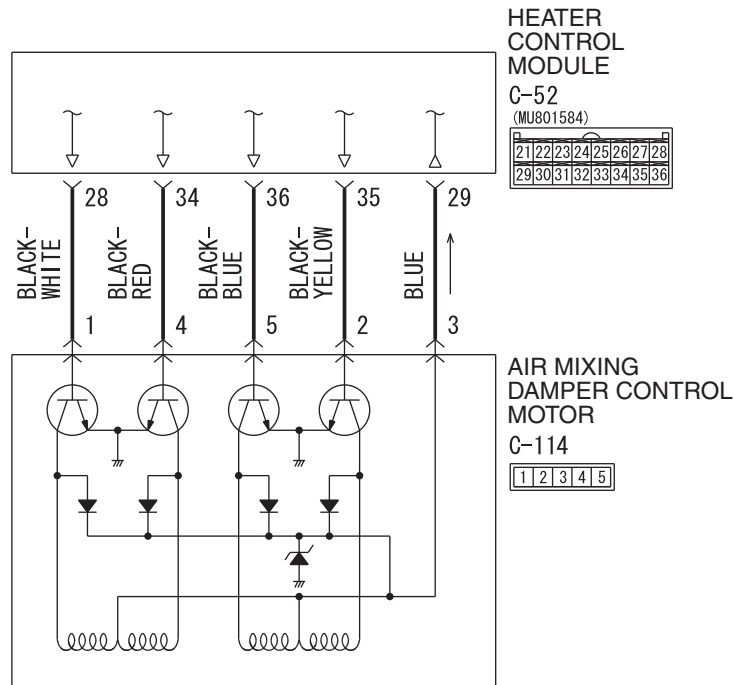 HEATER
CONTROL
MODULE
C-52
(MU801584)
21 22 23 24 25 26 27 28
29 30 31 32 33 34 35 36
28 34 36 35 29
BLACK-
WHITE
BLACK-
RED
BLACK-
BLUE
BLACK-
YELLOW
BLUE
1 4 5 2 3
AIR MIXING
DAMPER CONTROL
MOTOR
C-114
1 2 3 4 5